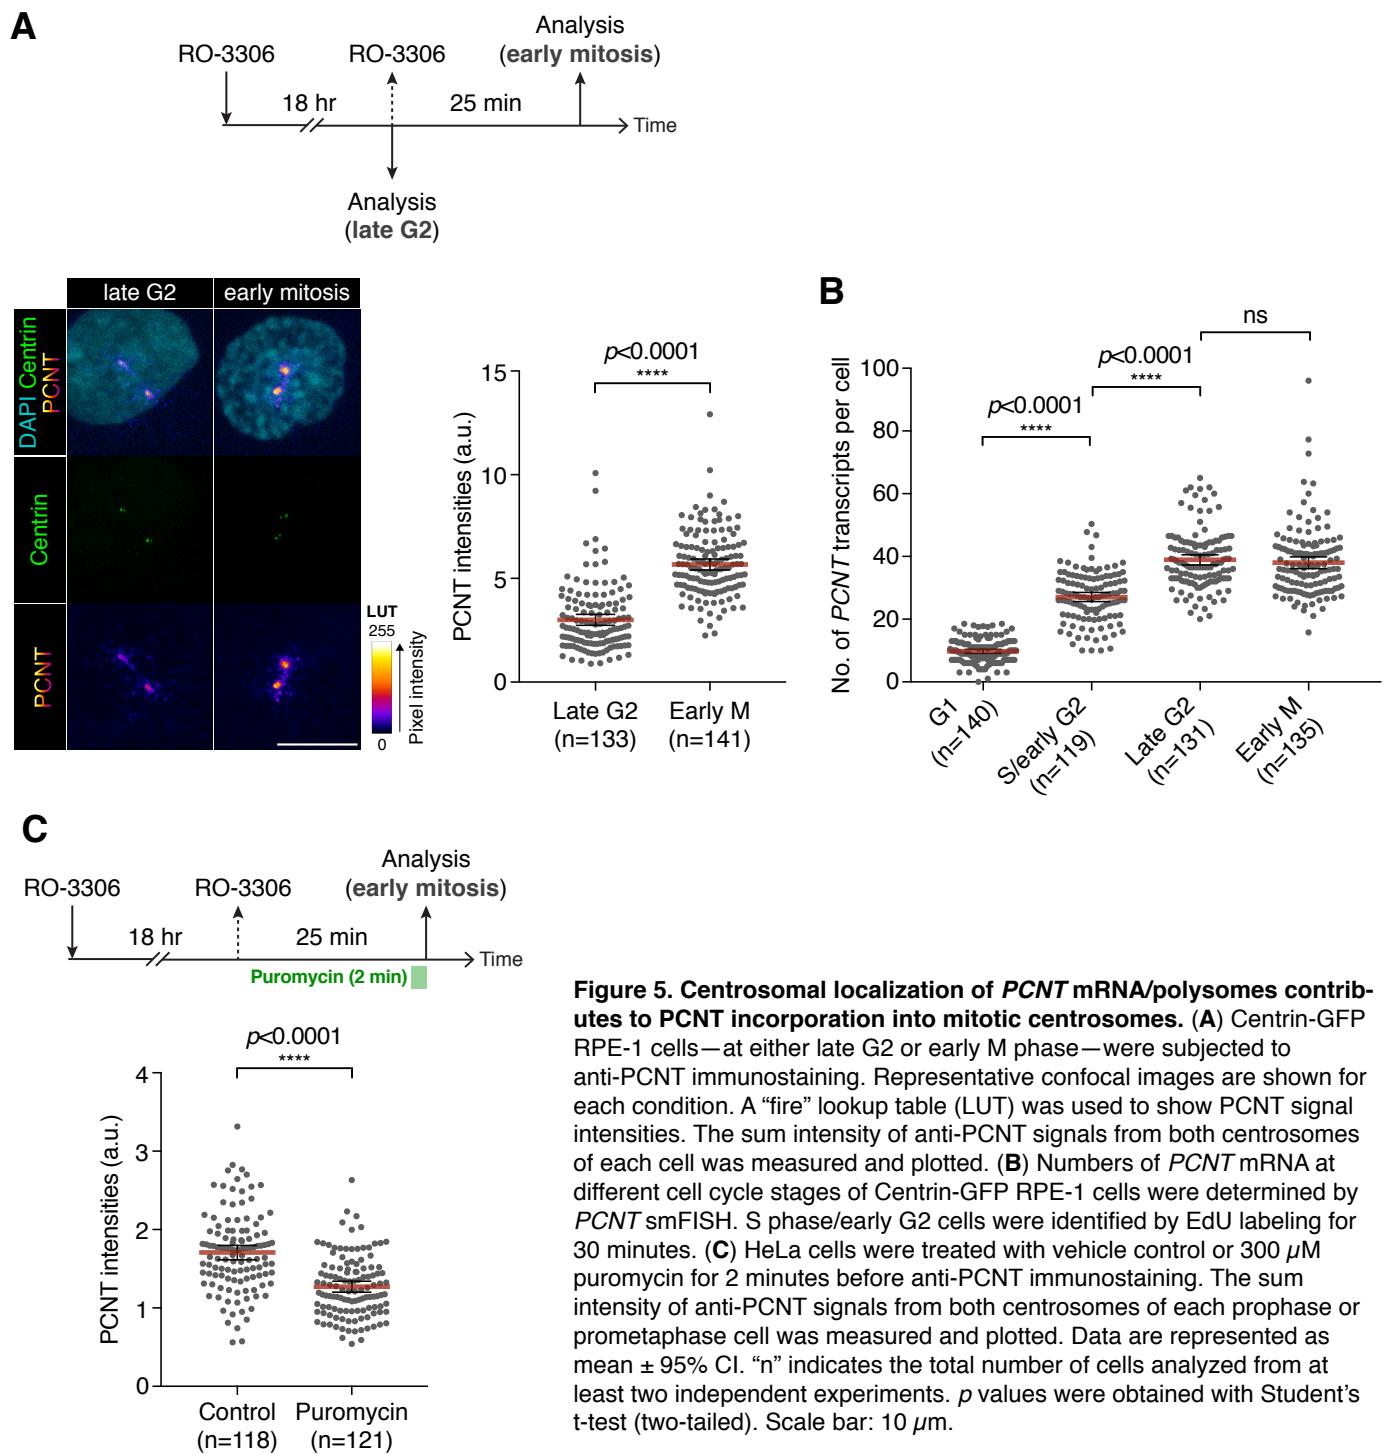 A
RO-3306
RO-3306
Analysis
(early mitosis)
18 hr
25 min
Time
Analysis
(late G2)
late G2
early mitosis
DAPI Centrin
PCNT
Centrin
PCNT
LUT
255
0
Pixel intensity
PCNT intensities (a.u.)
15
10
5
0
p<0.0001
****
Late G2
(n=133)
Early M
(n=141)
B
No. of PCNT transcripts per cell
100
80
60
40
20
0
p<0.0001
****
p<0.0001
****
ns
G1
(n=140)
S/early G2
(n=119)
Late G2
(n=131)
Early M
(n=135)
C
RO-3306
RO-3306
Analysis
(early mitosis)
18 hr
25 min
Time
Puromycin (2 min)
PCNT intensities (a.u.)
4
3
2
1
0
p<0.0001
****
Control
(n=118)
Puromycin
(n=121)
Figure 5. Centrosomal localization of PCNT mRNA/polysomes contrib-
utes to PCNT incorporation into mitotic centrosomes. (A) Centrin-GFP
RPE-1 cells—at either late G2 or early M phase—were subjected to
anti-PCNT immunostaining. Representative confocal images are shown for
each condition. A “fire” lookup table (LUT) was used to show PCNT signal
intensities. The sum intensity of anti-PCNT signals from both centrosomes
of each cell was measured and plotted. (B) Numbers of PCNT mRNA at
different cell cycle stages of Centrin-GFP RPE-1 cells were determined by
PCNT smFISH. S phase/early G2 cells were identified by EdU labeling for
30 minutes. (C) HeLa cells were treated with vehicle control or 300 µM
puromycin for 2 minutes before anti-PCNT immunostaining. The sum
intensity of anti-PCNT signals from both centrosomes of each prophase or
prometaphase cell was measured and plotted. Data are represented as
mean ± 95% CI. “n” indicates the total number of cells analyzed from at
least two independent experiments. p values were obtained with Student’s
t-test (two-tailed). Scale bar: 10 µm.